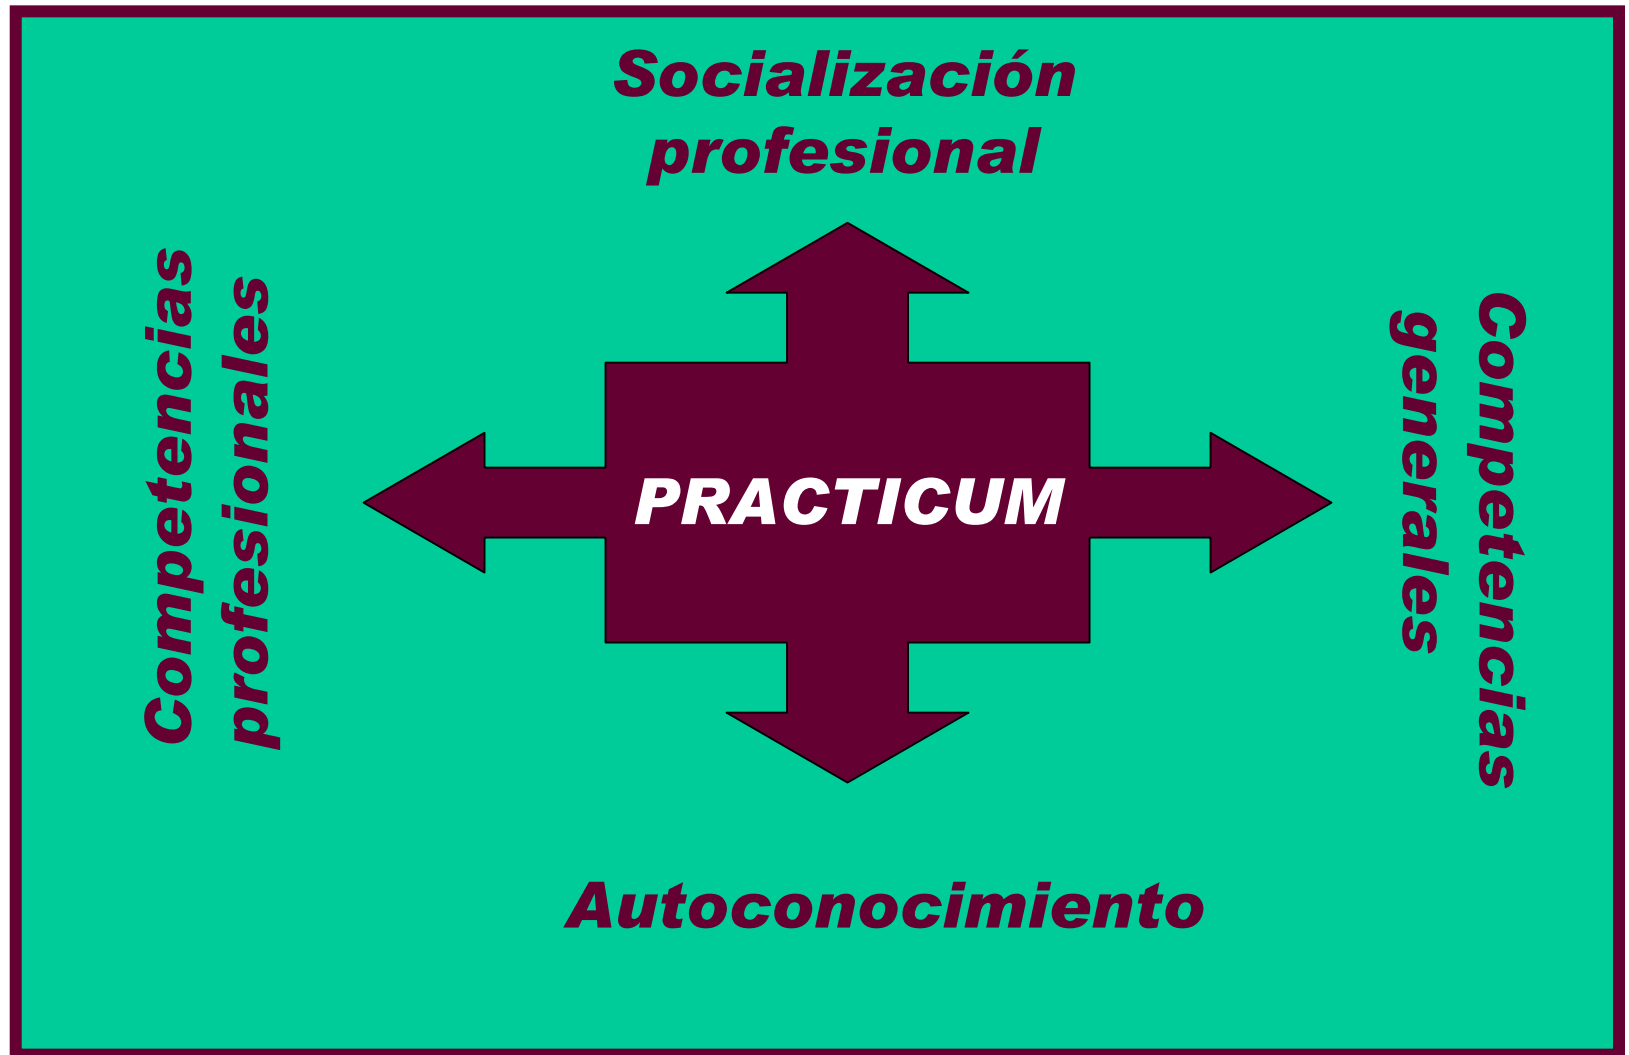 Socialización
profesional
Competencias
profesionales
PRACTICUM
Competencias
generales
Autoconocimiento